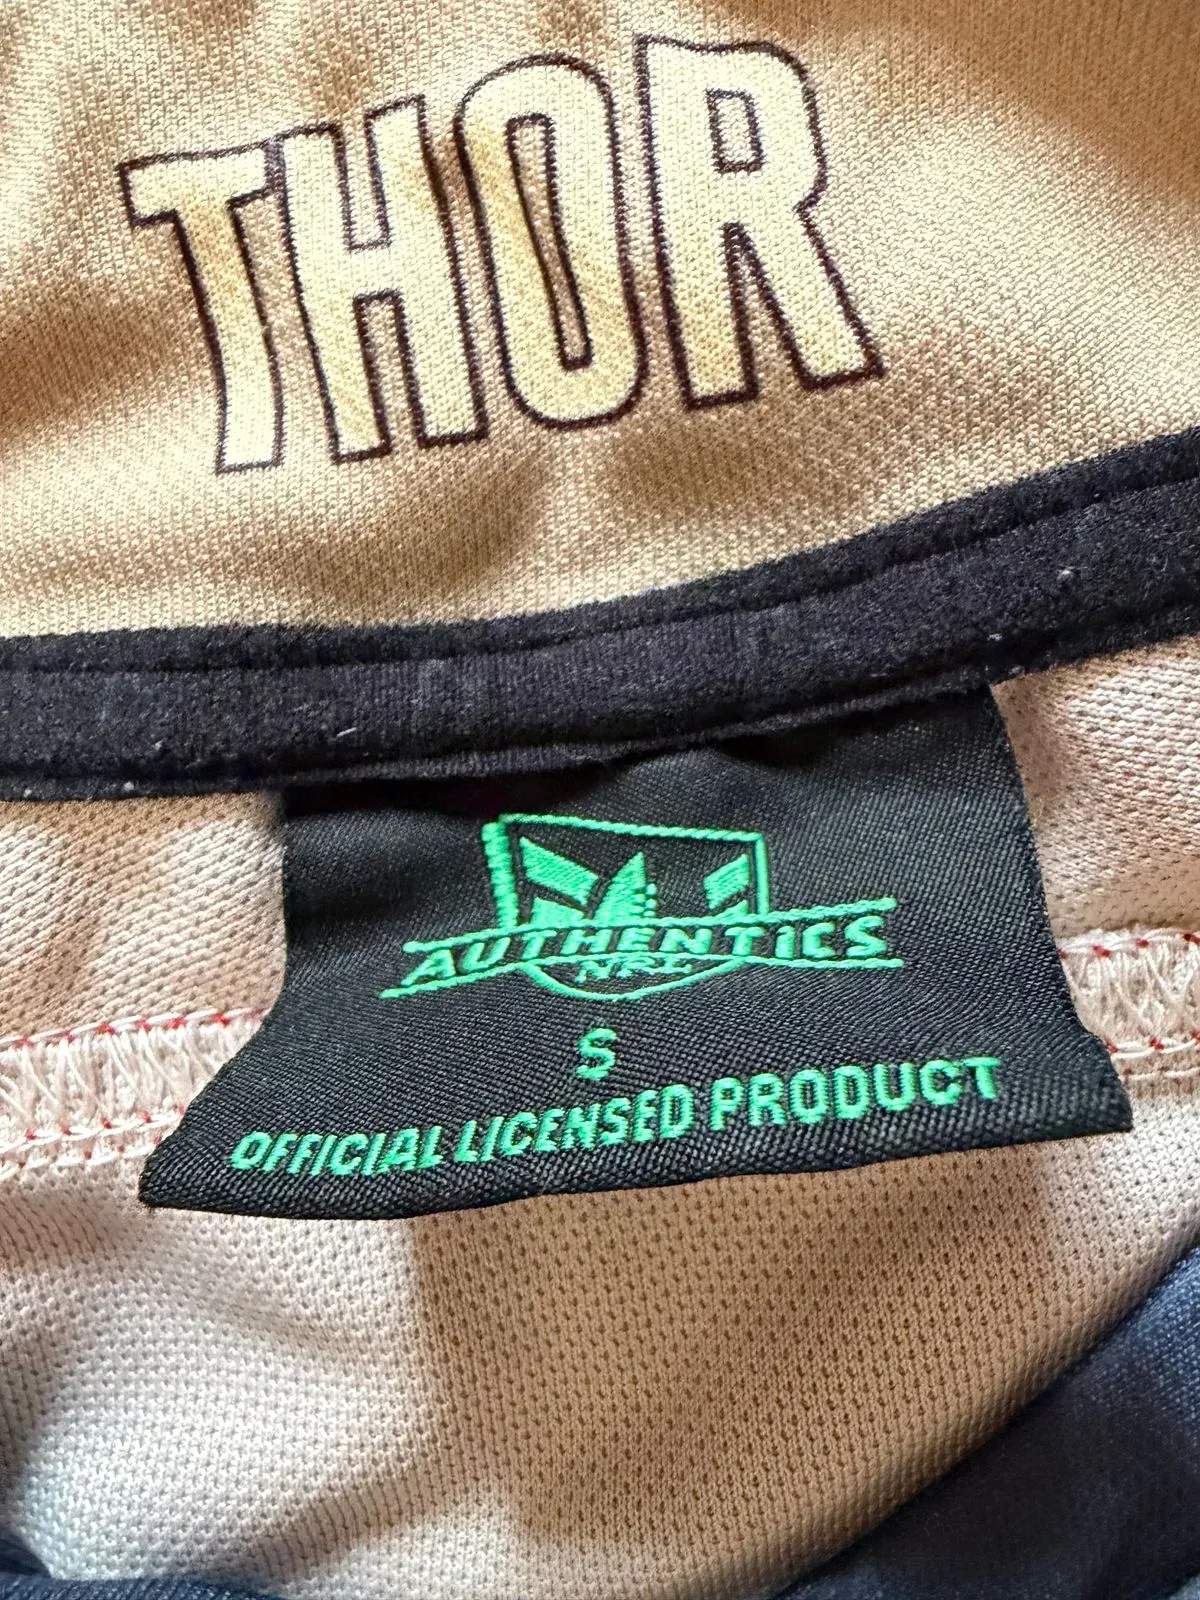 THOR
AUTHENTICS
NRL
S
OFFICIAL LICENSED PRODUCT